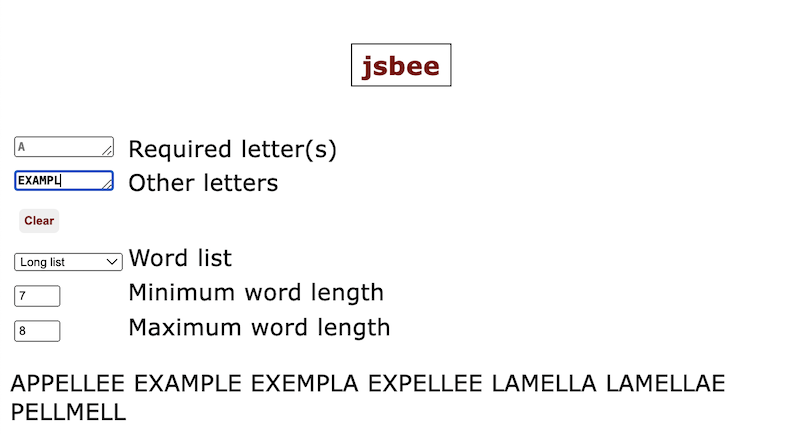 jsbee
A Required letter(s)
EXAMPL Other letters
Clear
Long list Word list
7 Minimum word length
8 Maximum word length
APPELLEE EXAMPLE EXEMPLA EXPELLEE LAMELLA LAMELLAE
PELLMELL